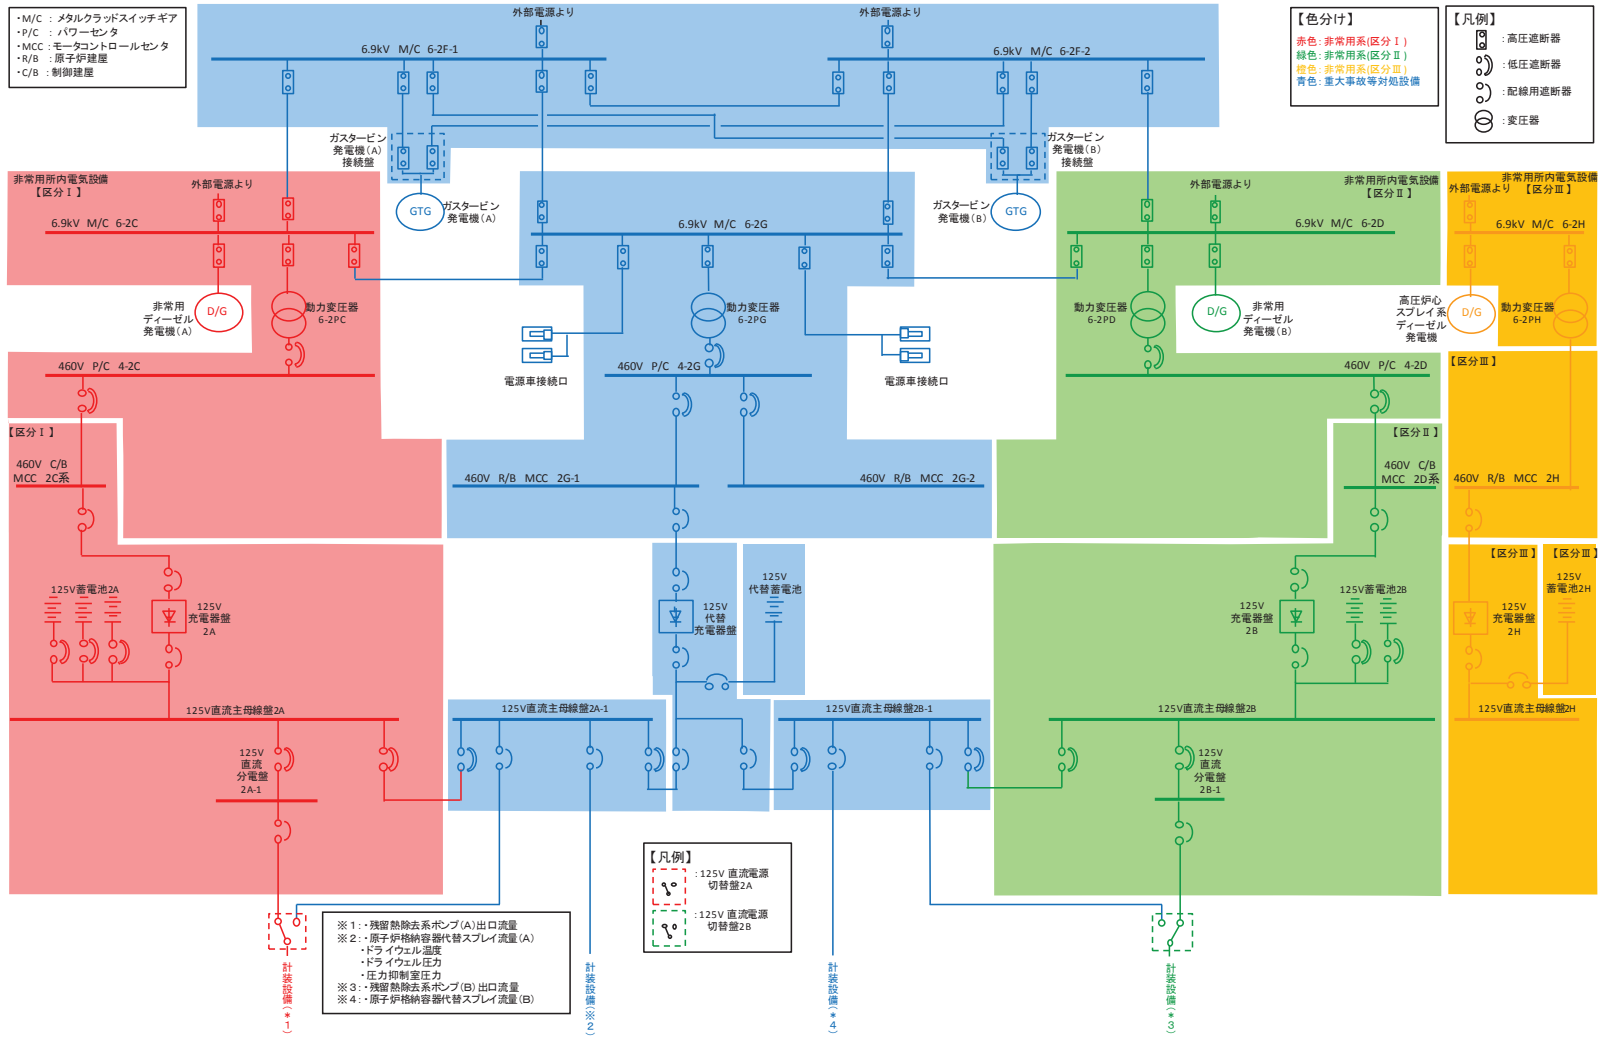 ・M/C ： メタルクラッドスイッチギア
・P/C ： パワーセンタ
・MCC ： モータコントロールセンタ
・R/B ： 原子炉建屋
・C/B ： 制御建屋
外部電源より
外部電源より
6.9kV M/C 6-2F-1
6.9kV M/C 6-2F-2
【色分け】
赤色：非常用系(区分Ⅰ)
緑色：非常用系(区分Ⅱ)
橙色：非常用系(区分Ⅲ)
青色：重大事故等対処設備
【凡例】
：高圧遮断器
：低圧遮断器
：配線用遮断器
：変圧器
ガスタービン
発電機(A)
接続盤
ガスタービン
発電機(B)
接続盤
非常用所内電気設備
【区分Ⅰ】
外部電源より
6.9kV M/C 6-2C
GTG
ガスタービン
発電機(A)
6.9kV M/C 6-2G
ガスタービン
発電機(B)
GTG
非常用所内電気設備
【区分Ⅱ】
外部電源より
6.9kV M/C 6-2D
非常用所内電気設備
【区分Ⅲ】
外部電源より
6.9kV M/C 6-2H
非常用
ディーゼル
発電機(A)
D/G
動力変圧器
6-2PC
動力変圧器
6-2PG
動力変圧器
6-2PD
D/G
非常用
ディーゼル
発電機(B)
高圧炉心
スプレイ系
ディーゼル
発電機
D/G
動力変圧器
6-2PH
460V P/C 4-2C
電源車接続口
460V P/C 4-2G
電源車接続口
460V P/C 4-2D
【区分Ⅲ】
【区分Ⅰ】
460V C/B
MCC 2C系
460V R/B MCC 2G-1
460V R/B MCC 2G-2
【区分Ⅱ】
460V C/B
MCC 2D系
460V R/B MCC 2H
125V蓄電池2A
125V
充電器盤
2A
125V
代替
充電器盤
125V
代替蓄電池
125V
充電器盤
2B
125V蓄電池2B
【区分Ⅲ】
125V
充電器盤
2H
【区分Ⅲ】
125V
蓄電池2H
125V直流主母線盤2A
125V直流主母線盤2A-1
125V直流主母線盤2B-1
125V直流主母線盤2B
125V直流主母線盤2H
125V
直流
分電盤
2A-1
125V
直流
分電盤
2B-1
【凡例】
：125V 直流電源
切替盤2A
：125V 直流電源
切替盤2B
※１：・残留熱除去系ポンプ(A)出口流量
※２：・原子炉格納容器代替スプレイ流量(A)
・ドライウェル温度
・ドライウェル圧力
・圧力抑制室圧力
※３：・残留熱除去系ポンプ(B)出口流量
※４：・原子炉格納容器代替スプレイ流量(B)
計装設備(＊１)
計装設備(※２)
計装設備(＊４)
計装設備(＊３)